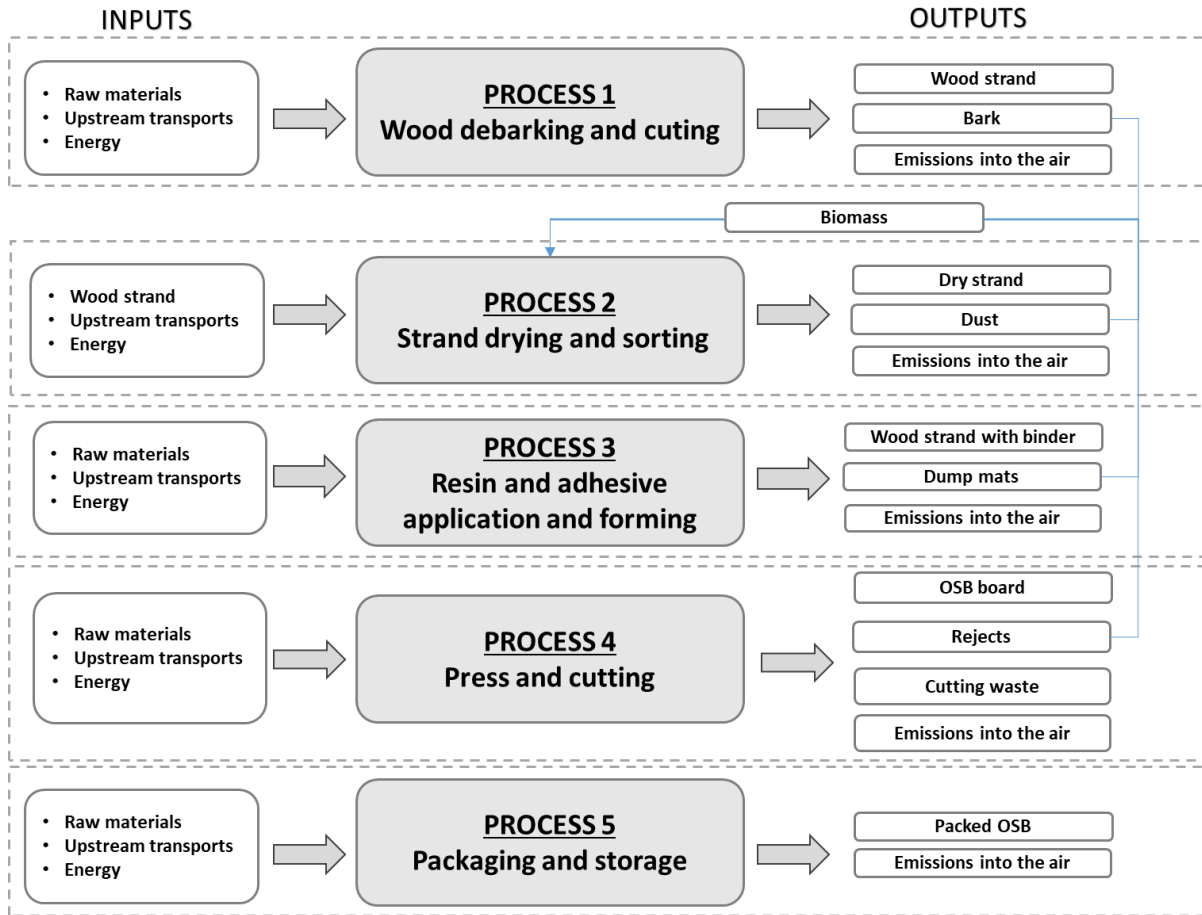 INPUTS
OUTPUTS
• Raw materials
• Upstream transports
• Energy
PROCESS 1
Wood debarking and cuting
Wood strand
Bark
Emissions into the air
Biomass
• Wood strand
• Upstream transports
• Energy
PROCESS 2
Strand drying and sorting
Dry strand
Dust
Emissions into the air
• Raw materials
• Upstream transports
• Energy
PROCESS 3
Resin and adhesive
application and forming
Wood strand with binder
Dump mats
Emissions into the air
• Raw materials
• Upstream transports
• Energy
PROCESS 4
Press and cutting
OSB board
Rejects
Cutting waste
Emissions into the air
• Raw materials
• Upstream transports
• Energy
PROCESS 5
Packaging and storage
Packed OSB
Emissions into the air